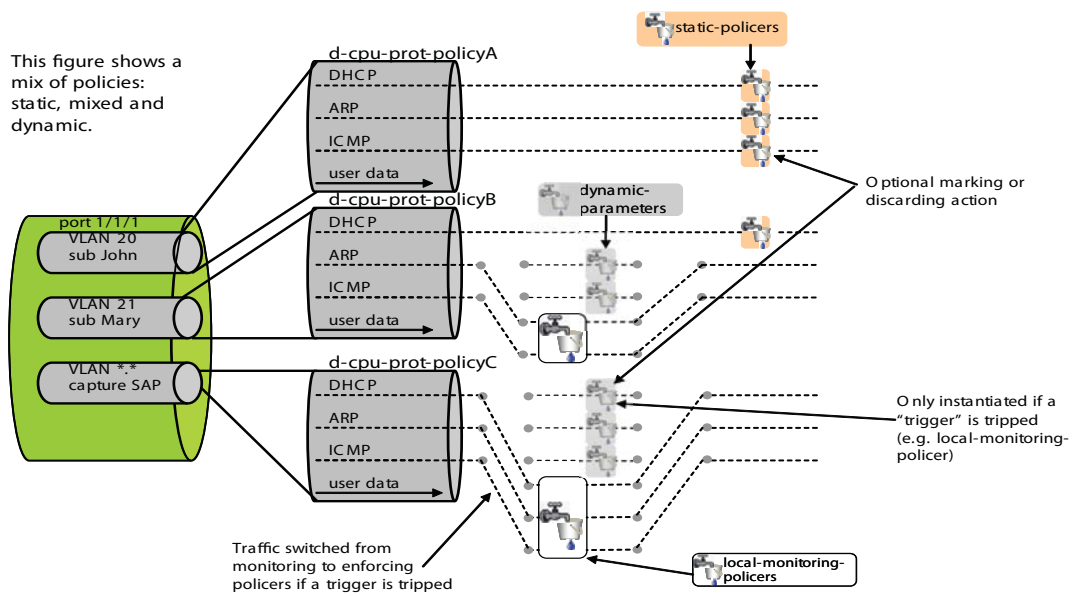 This figure shows a
mix of policies:
static, mixed and
dynamic.
port 1/1/1
VLAN 20
sub John
VLAN 21
sub Mary
VLAN *.*
capture SAP
d-cpu-prot-policyA
DHCP
ARP
ICMP
user data
d-cpu-prot-policyB
DHCP
ARP
ICMP
user data
d-cpu-prot-policyC
DHCP
ARP
ICMP
user data
static-policers
dynamic-
parameters
Optional marking or
discarding action
Only instantiated if a
“trigger” is tripped
(e.g. local-monitoring-
policer)
Traffic switched from
monitoring to enforcing
policers if a trigger is tripped
local-monitoring-
policers